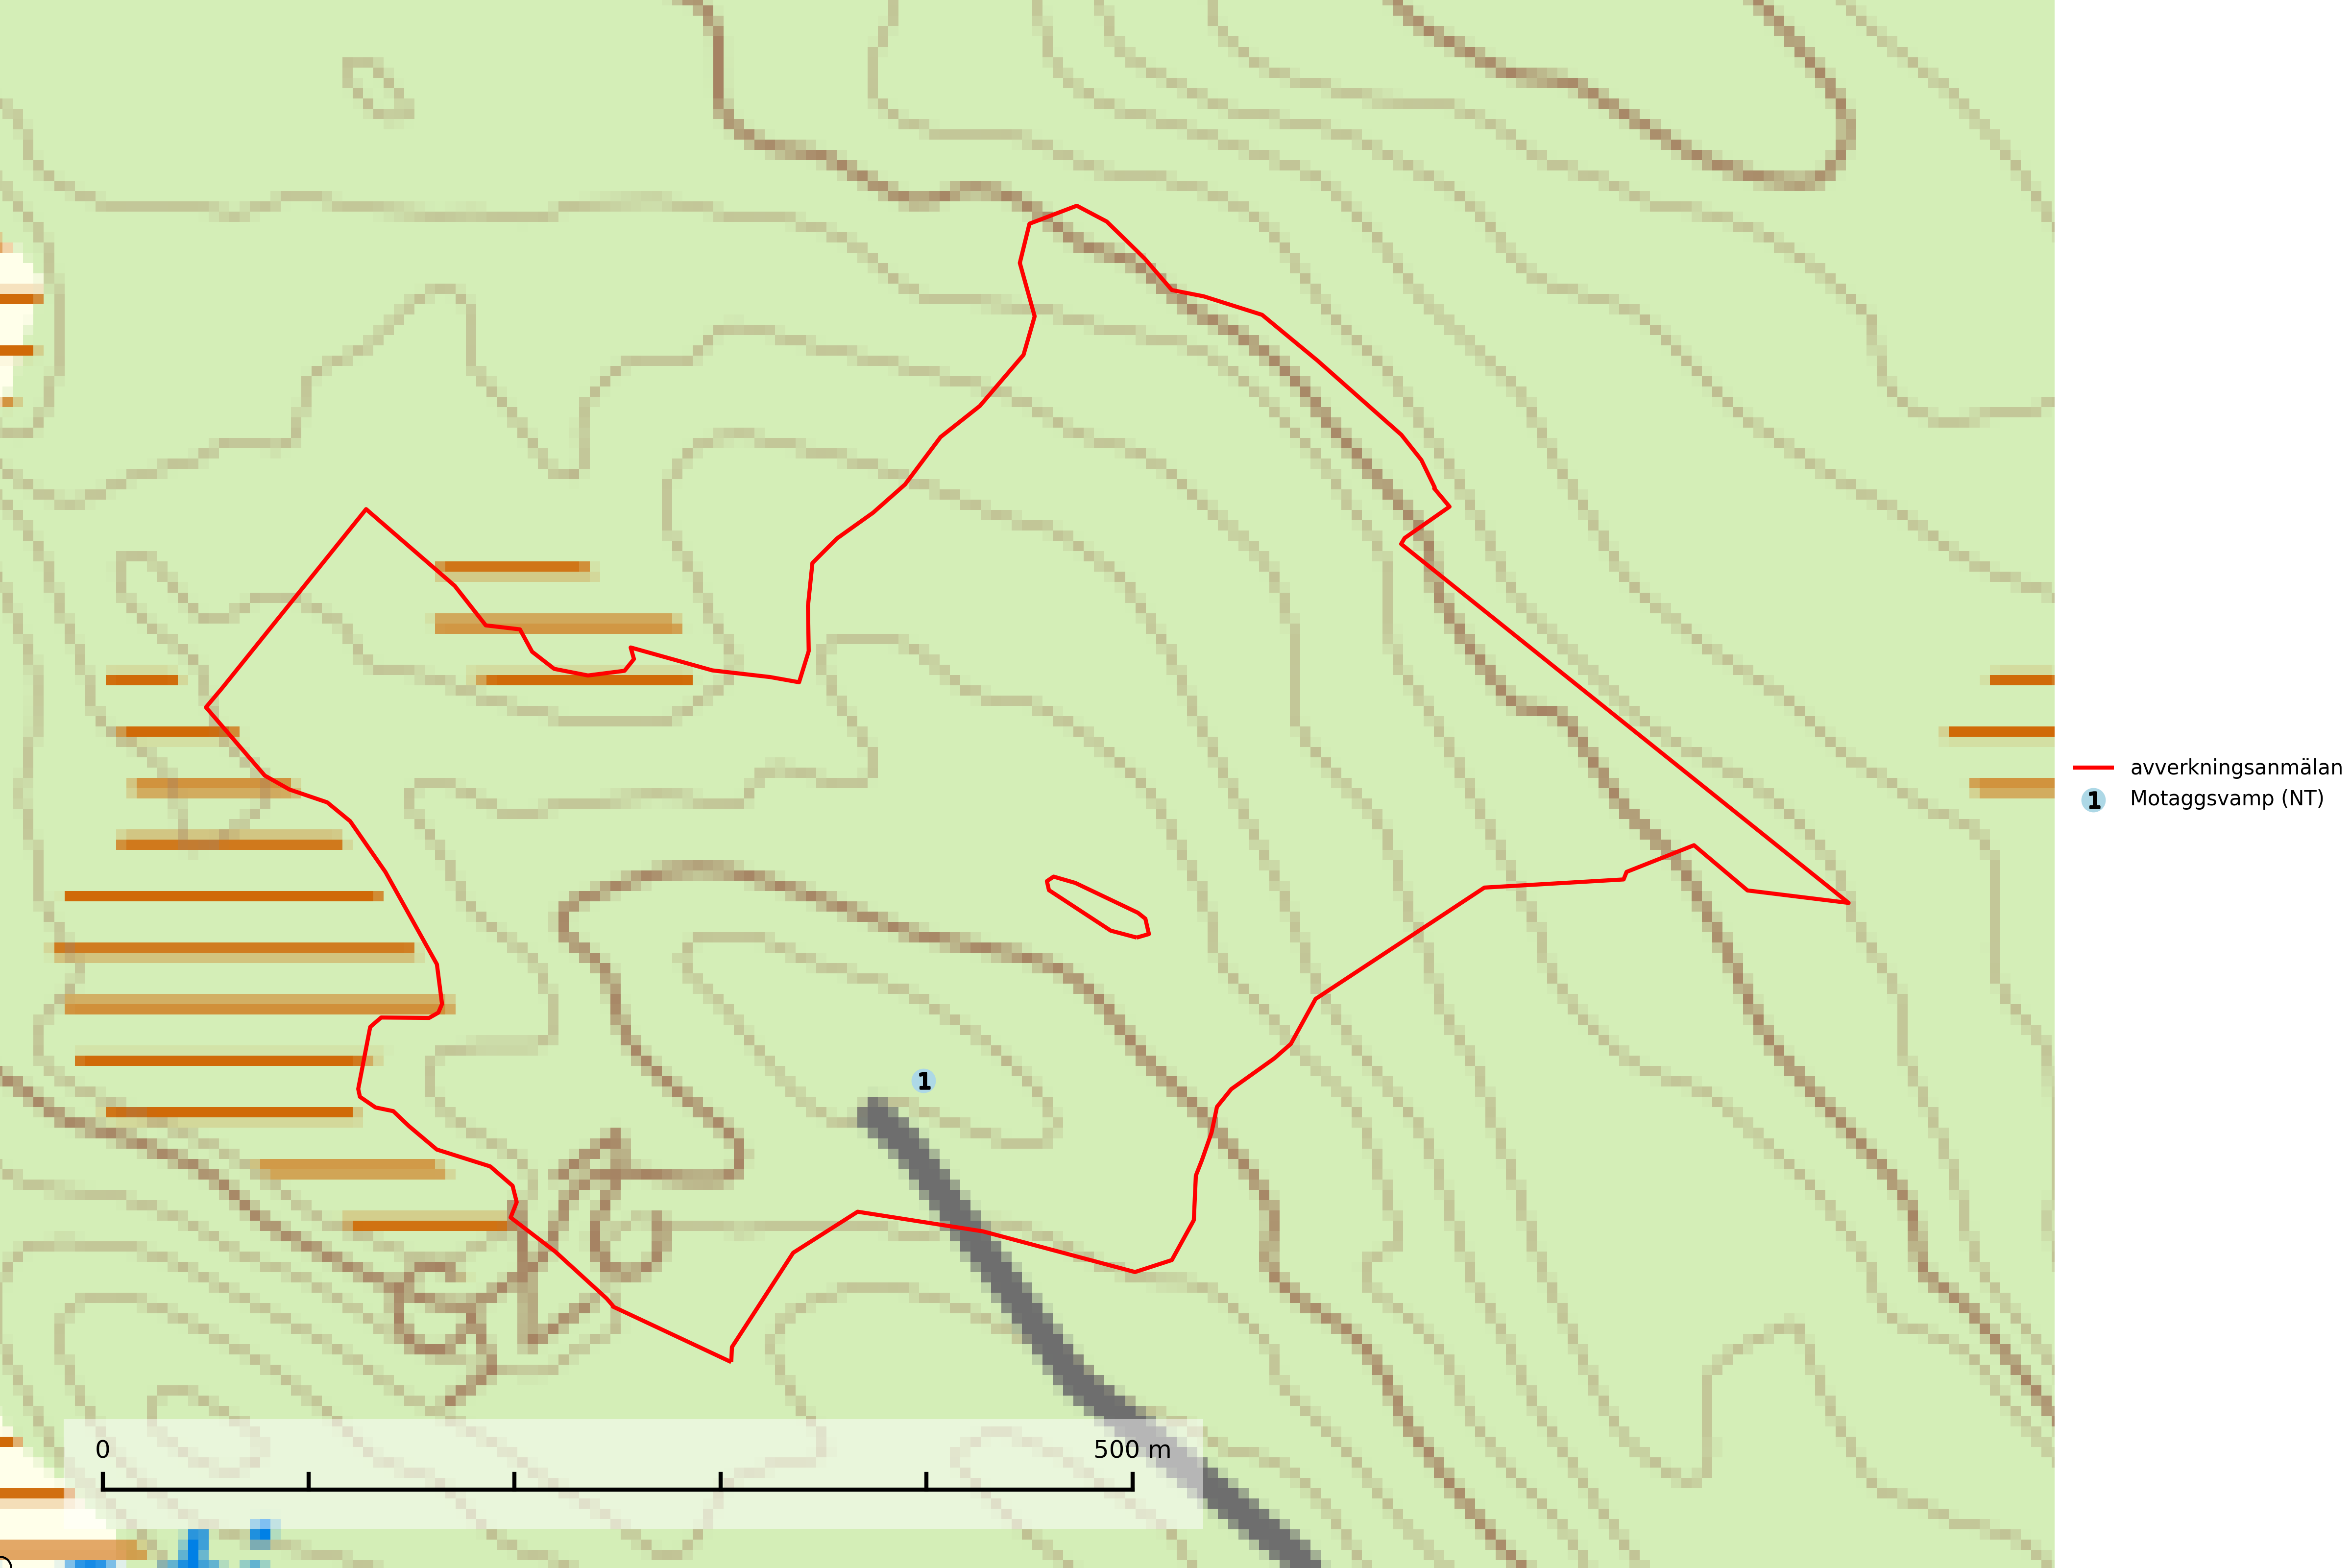 avverkningsanmälan
1 Motaggsvamp (NT)
1
0 500 m